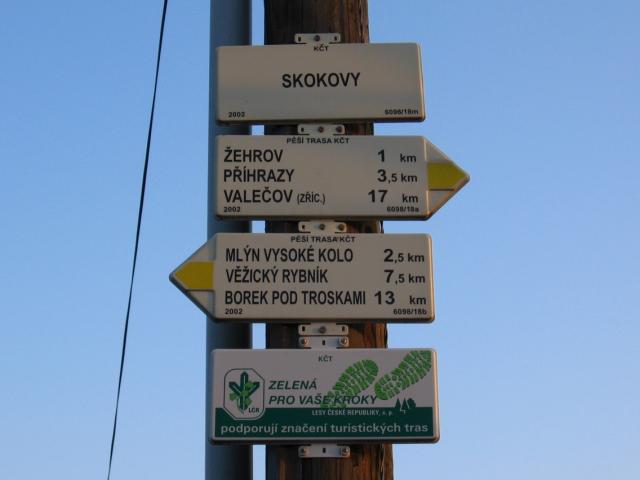 KČT
SKOKOVY
2002 6096/18m
PĚŠÍ TRASA KČT
ŽEHROV 1 km
PŘÍHRAZY 3,5 km
VALEČOV (ZŘÍC.) 17 km
2002 6098/18a
PĚŠÍ TRASA KČT
MLÝN VYSOKÉ KOLO 2,5 km
VĚŽICKÝ RYBNÍK 7,5 km
BOREK POD TROSKAMI 13 km
2002 6098/18b
KČT
ZELENÁ
PRO VAŠE KROKY
LČR
LESY ČESKÉ REPUBLIKY, s. p.
podporují značení turistických tras